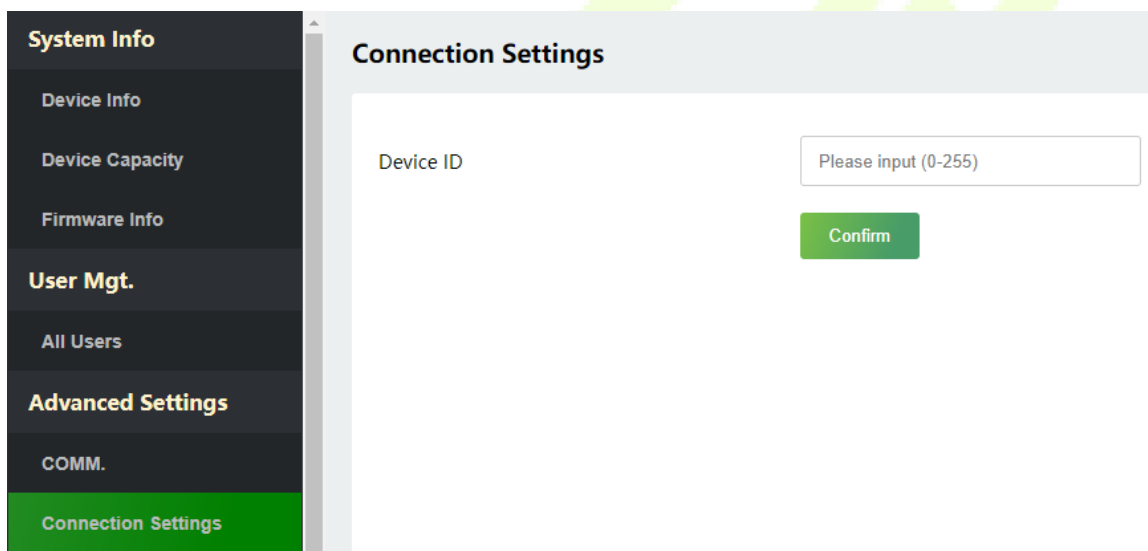 System Info
Device Info
Device Capacity
Firmware Info
User Mgt.
All Users
Advanced Settings
COMM.
Connection Settings
Connection Settings
Device ID
Please input (0-255)
Confirm